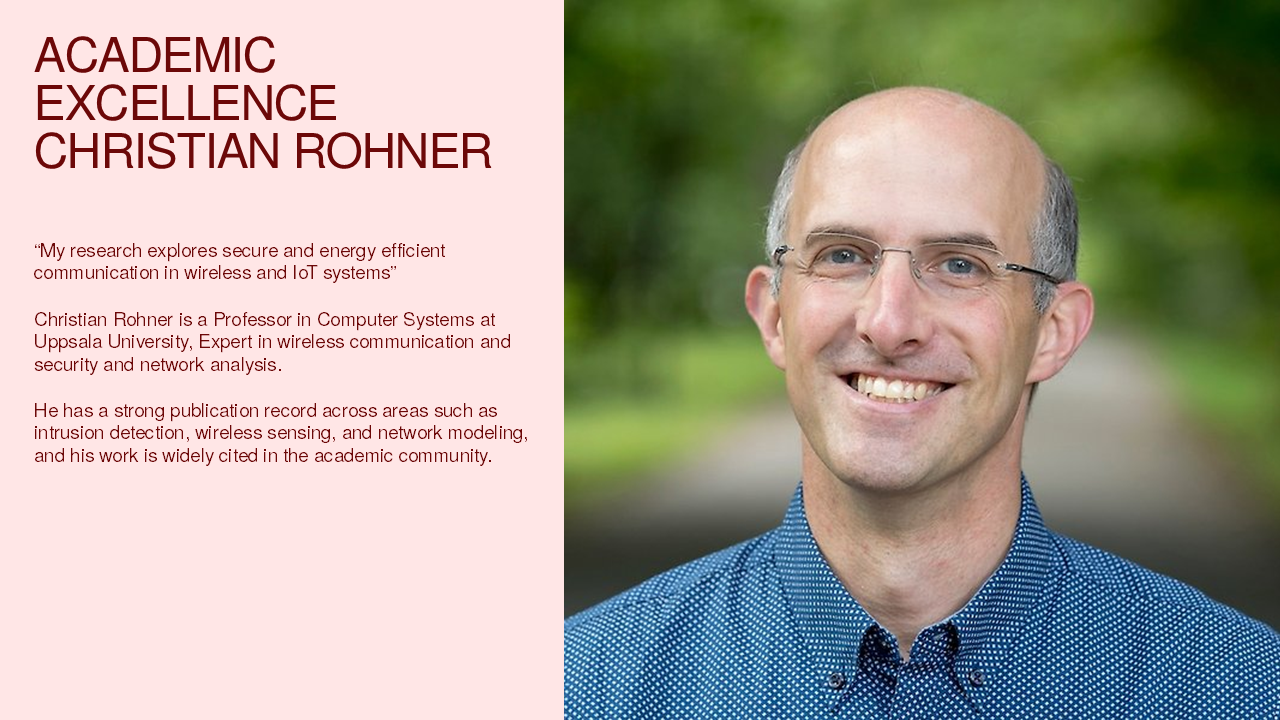 ACADEMIC
EXCELLENCE
CHRISTIAN ROHNER
“My research explores secure and energy efficient
communication in wireless and IoT systems”
Christian Rohner is a Professor in Computer Systems at
Uppsala University, Expert in wireless communication and
security and network analysis.
He has a strong publication record across areas such as
intrusion detection, wireless sensing, and network modeling,
and his work is widely cited in the academic community.